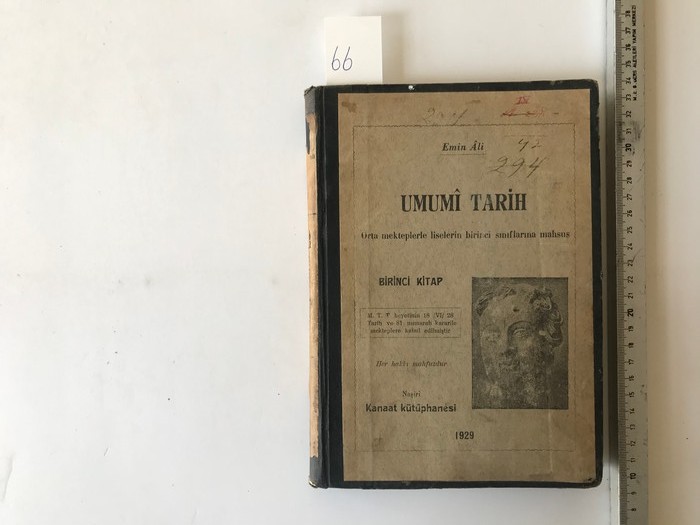 66
Emin Âli
294
UMUMÎ TARİH
Orta mekteplerle liselerin birinci sınıflarına mahsus
BİRİNCİ KİTAP
M. T. T heyetinin 18 /VI/ 28
Tarih ve 81 numaralı kararile
mekteplere kabul edilmiştir
Her hakkı mahfuzdur
Naşiri
Kanaat kütüphanesi
1929